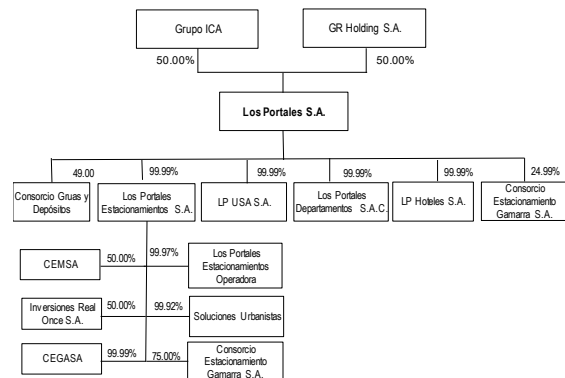 Grupo ICA
GR Holding S.A.
50.00%
50.00%
Los Portales S.A.
49.00
99.99%
99.99%
99.99%
99.99%
24.99%
Consorcio Gruas y
Depósitos
Los Portales
Estacionamientos S.A.
LP USA S.A.
Los Portales
Departamentos S.A.C.
LP Hoteles S.A.
Consorcio
Estacionamiento
Gamarra S.A.
CEMSA
50.00%
99.97%
Los Portales
Estacionamientos
Operadora
Inversiones Real
Once S.A.
50.00%
99.92%
Soluciones Urbanistas
CEGASA
99.99%
75.00%
Consorcio
Estacionamiento
Gamarra S.A.